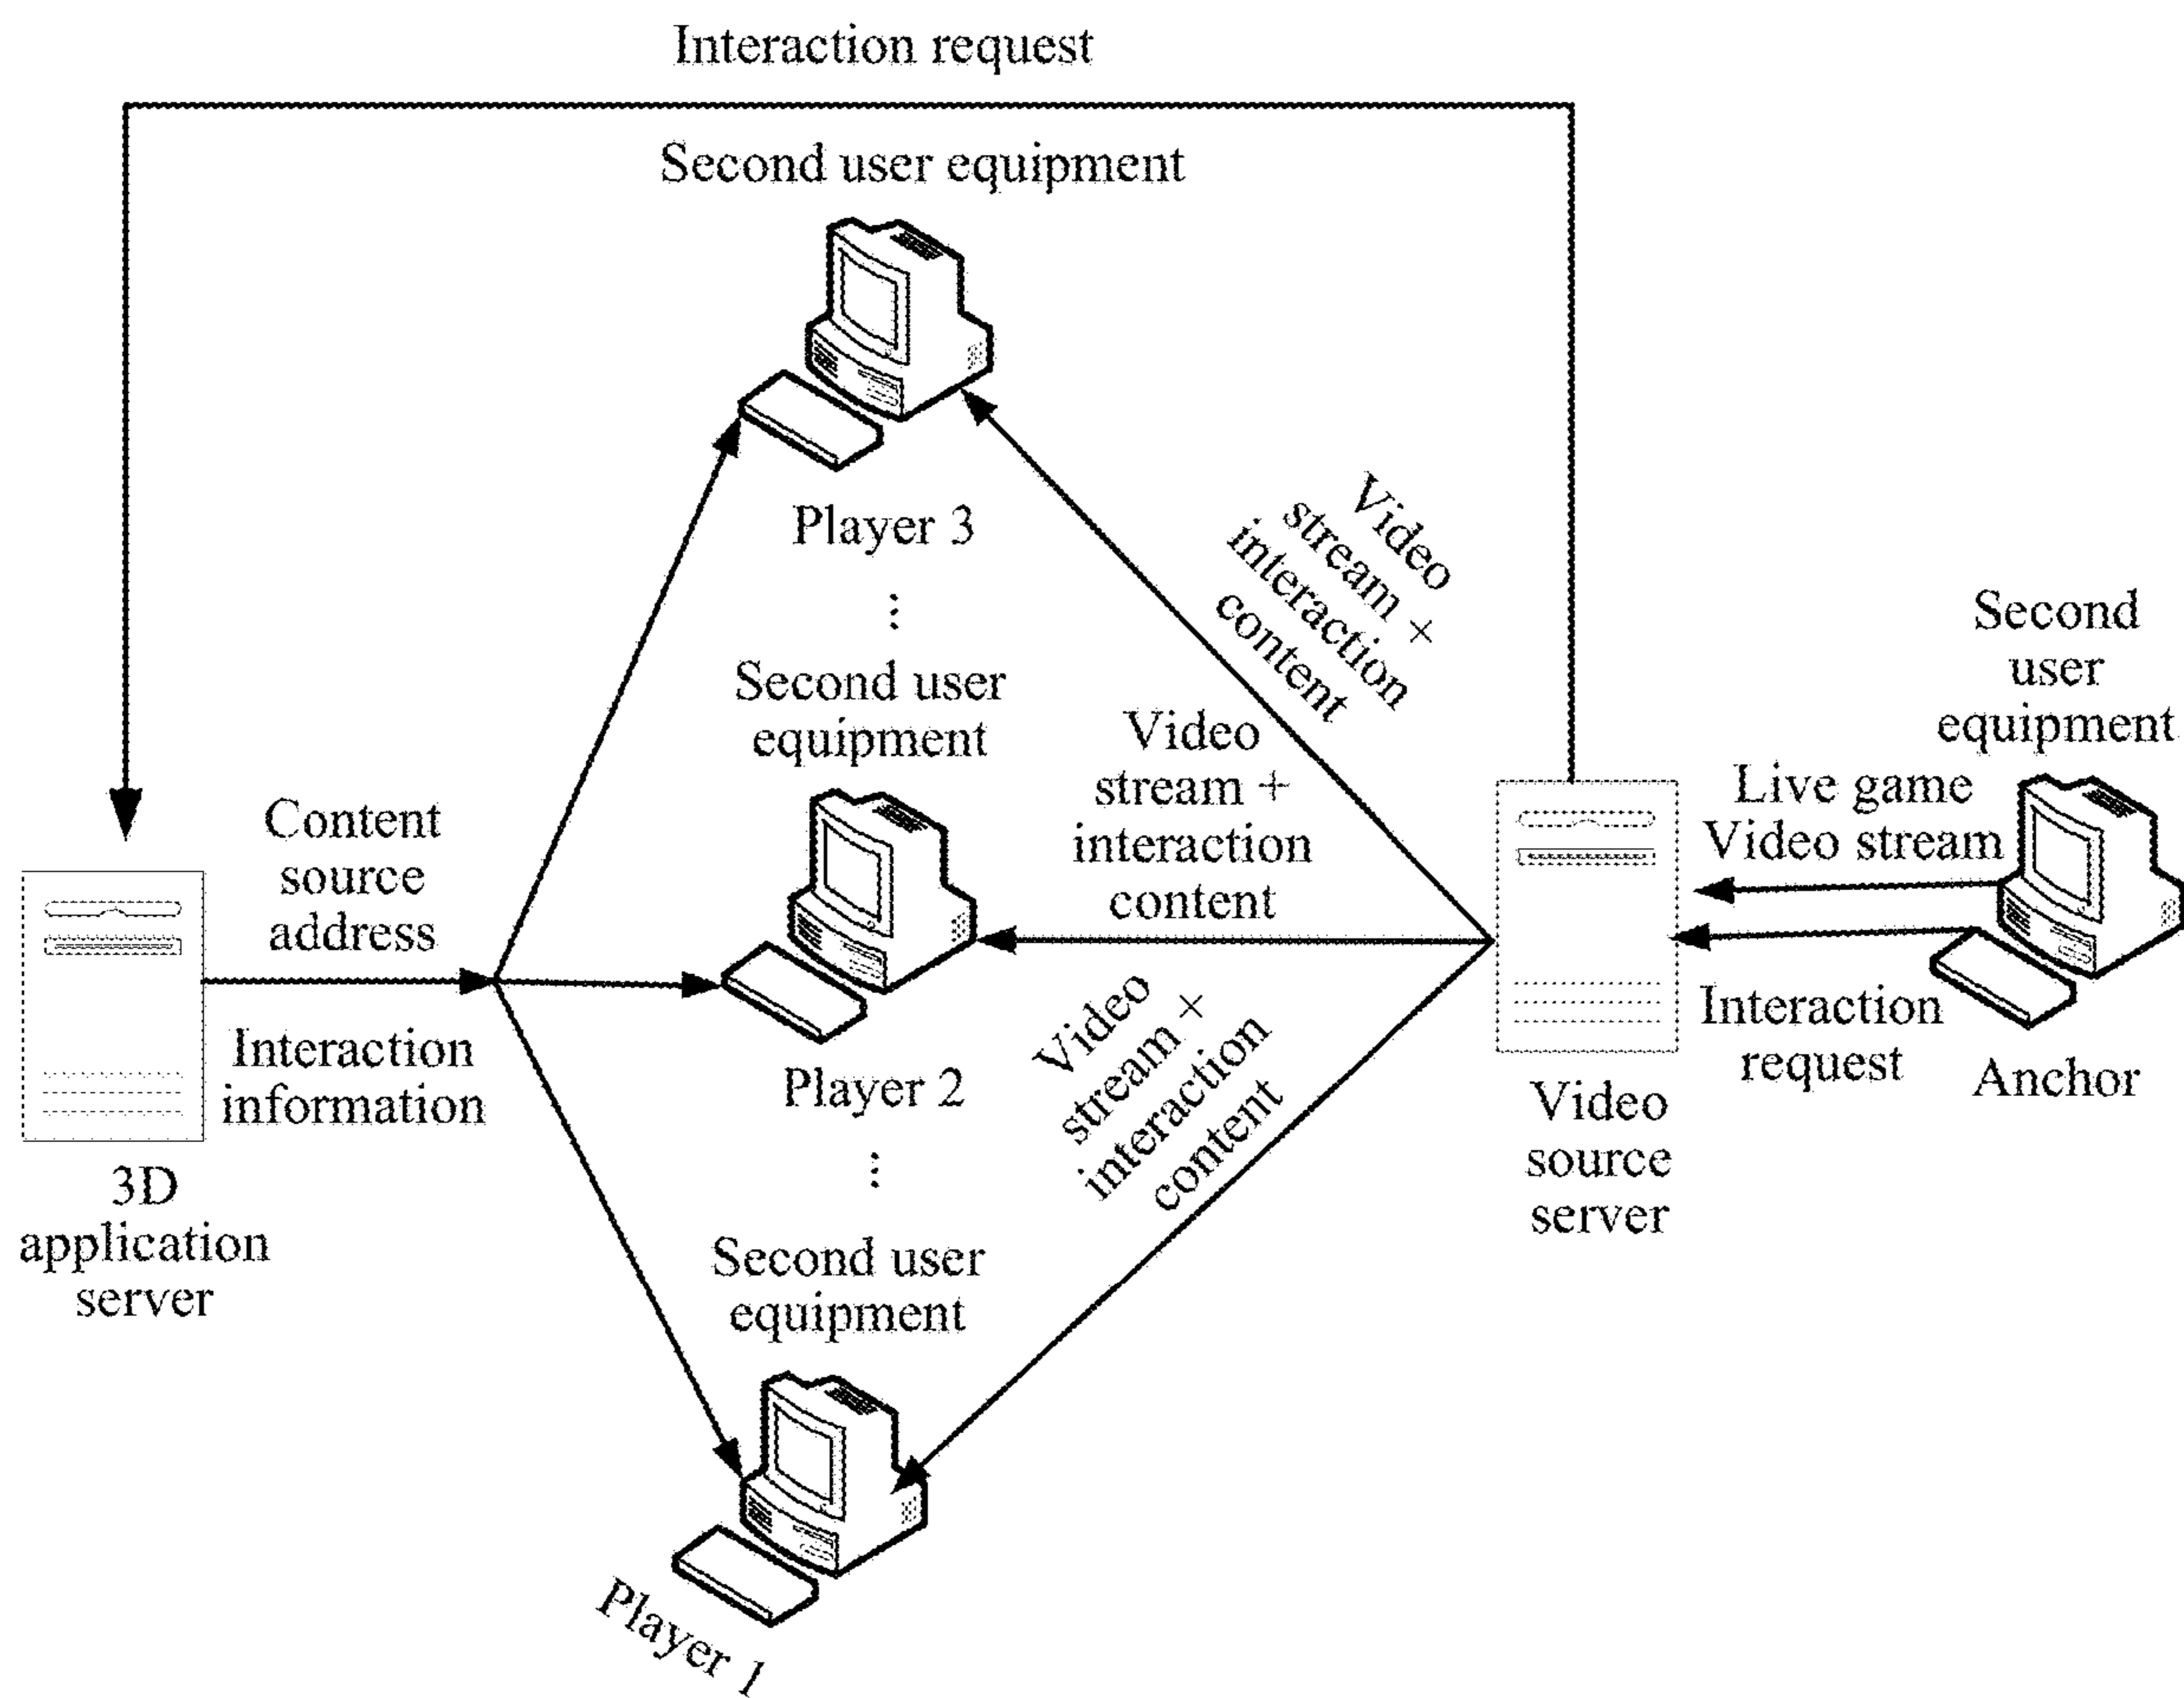 Interaction request
Second user equipment
Player 3
⋮
Video
stream ×
interaction
content
Second user
equipment
Video
stream +
interaction
content
Player 2
⋮
Video
stream ×
interaction
content
Second user
equipment
Player 1
Content
source
address
Interaction
information
3D
application
server
Second
user
equipment
Live game
Video stream
Interaction
request
Anchor
Video
source
server